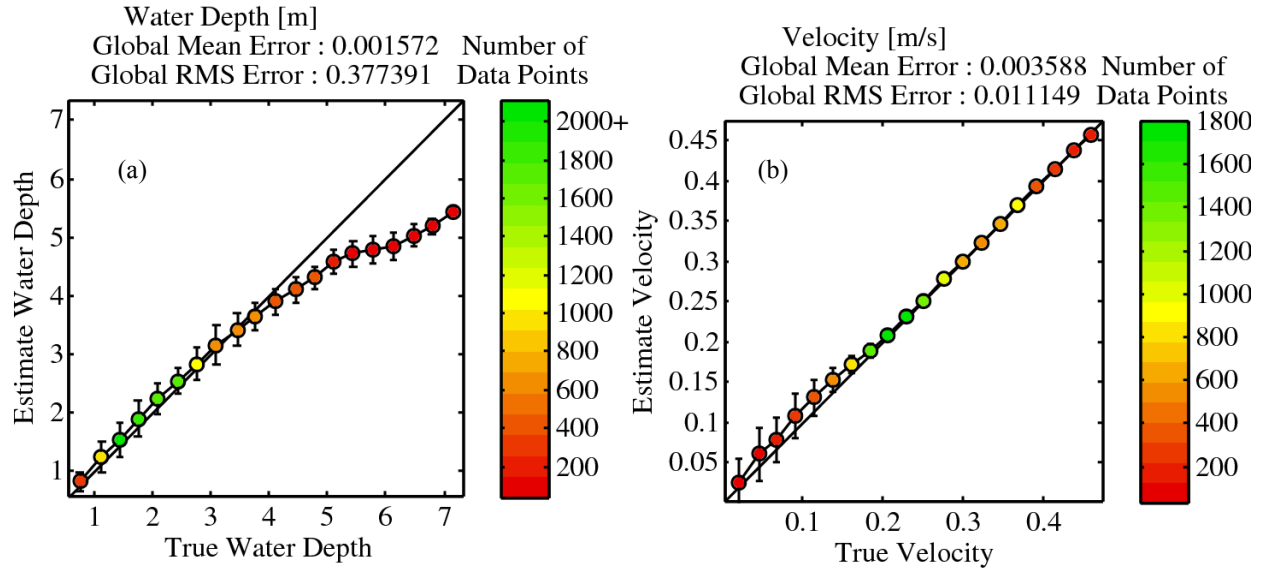 Water Depth [m]
Global Mean Error : 0.001572 Number of
Global RMS Error : 0.377391 Data Points
(a)
7
6
5
4
3
2
1
Estimate Water Depth
1 2 3 4 5 6 7
True Water Depth
2000+
1800
1600
1400
1200
1000
800
600
400
200
Velocity [m/s]
Global Mean Error : 0.003588 Number of
Global RMS Error : 0.011149 Data Points
(b)
0.45
0.4
0.35
0.3
0.25
0.2
0.15
0.1
0.05
Estimate Velocity
0.1 0.2 0.3 0.4
True Velocity
1800
1600
1400
1200
1000
800
600
400
200